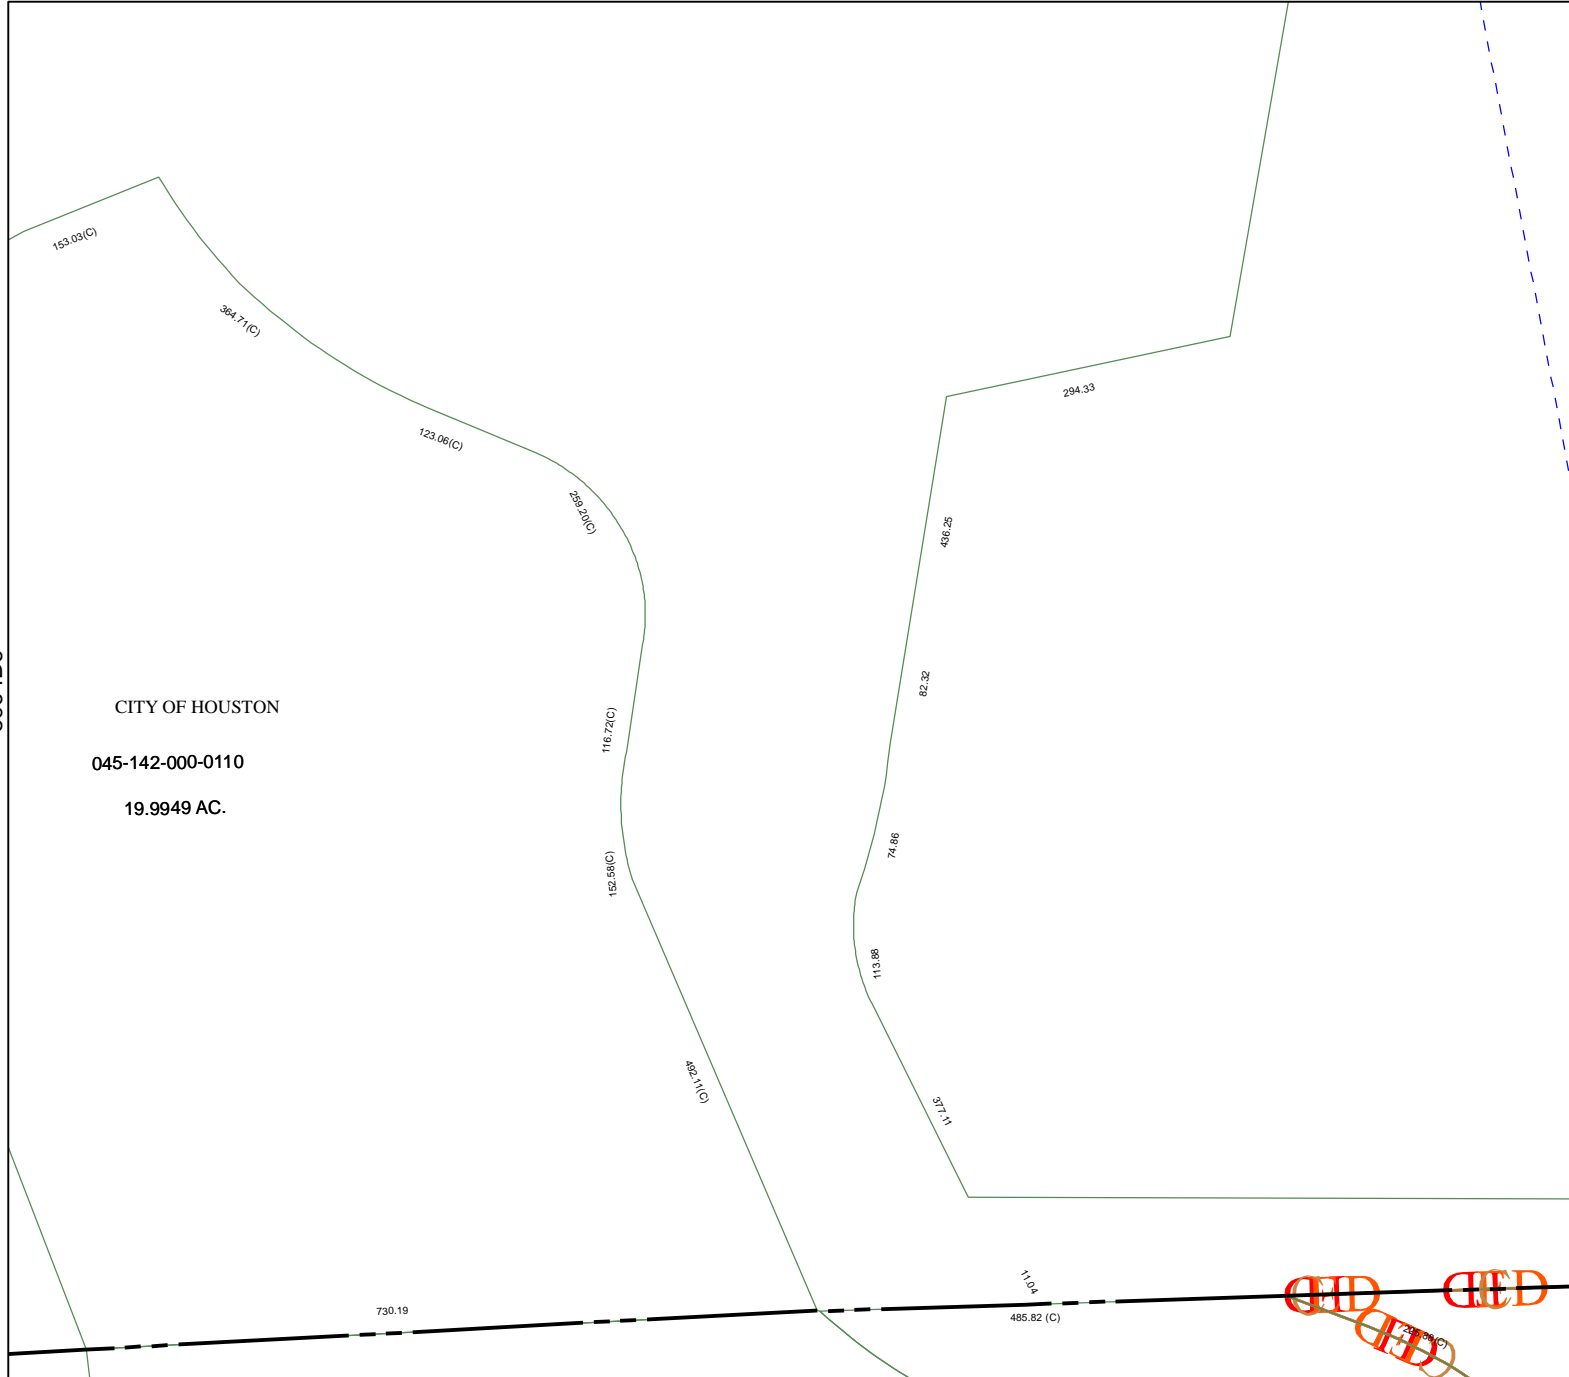 153.03(C)
364.71(C)
294.33
123.06(C)
259.20(C)
436.25
82.32
CITY OF HOUSTON
116.72(C)
045-142-000-0110
19.9949 AC.
74.86
152.58(C)
113.88
492.11(C)
377.11
11.04
730.19
485.82 (C)